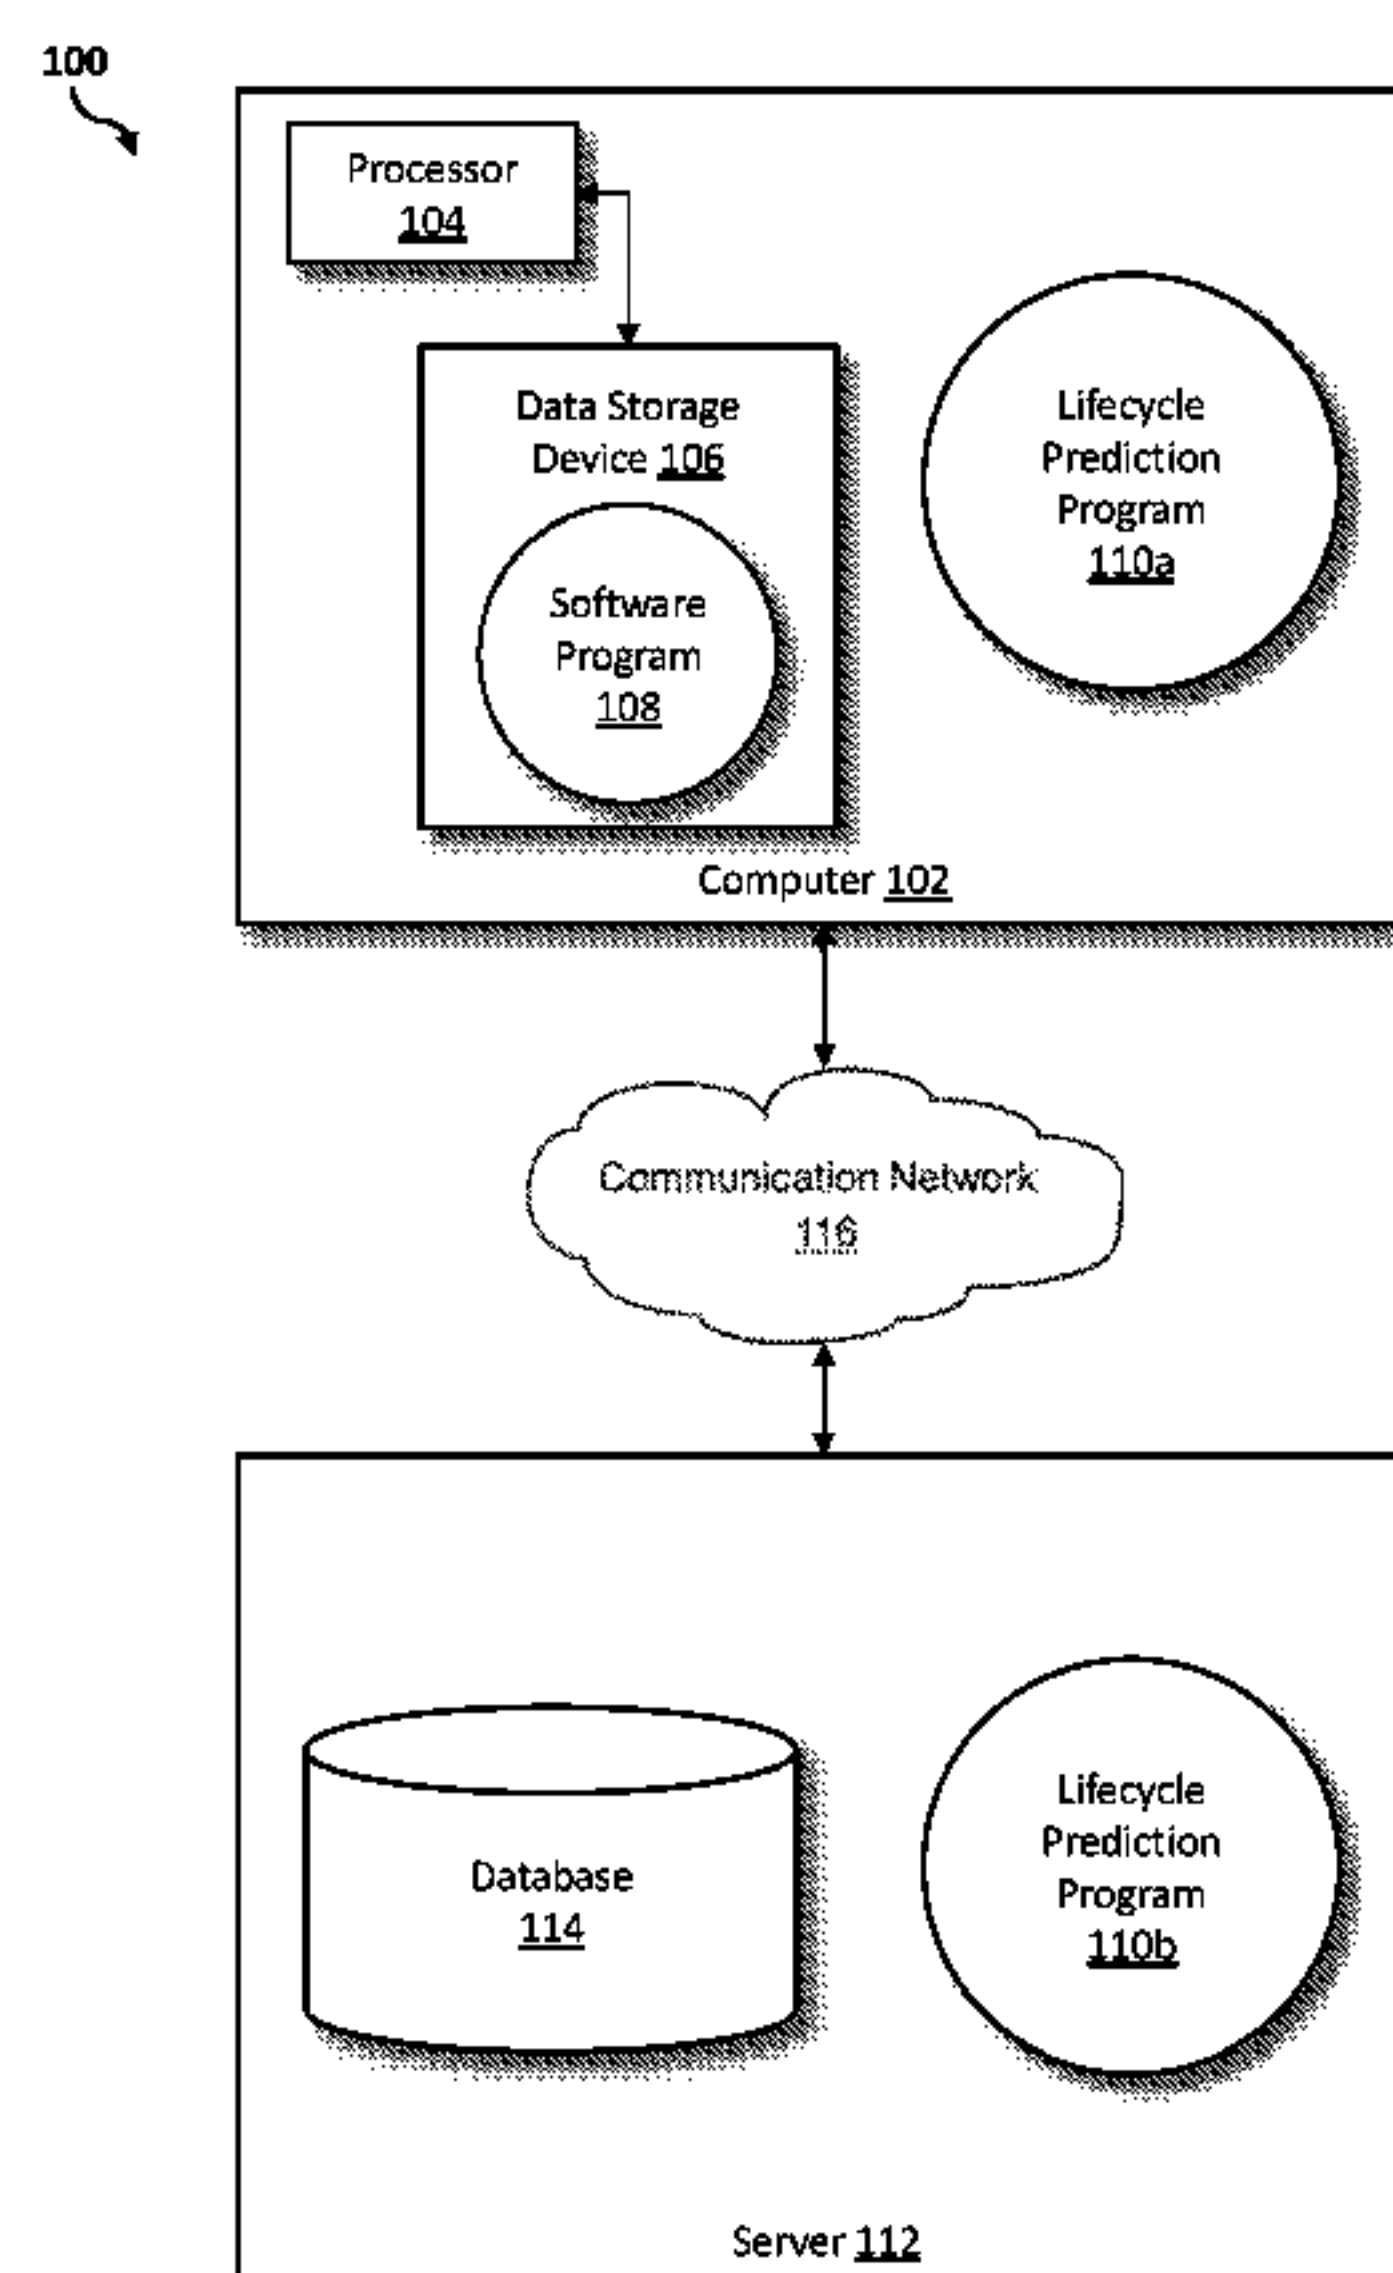 100
Processor
104
Data Storage
Device 106
Software
Program
108
Lifecycle
Prediction
Program
110a
Computer 102
Communication Network
116
Database
114
Lifecycle
Prediction
Program
110b
Server 112